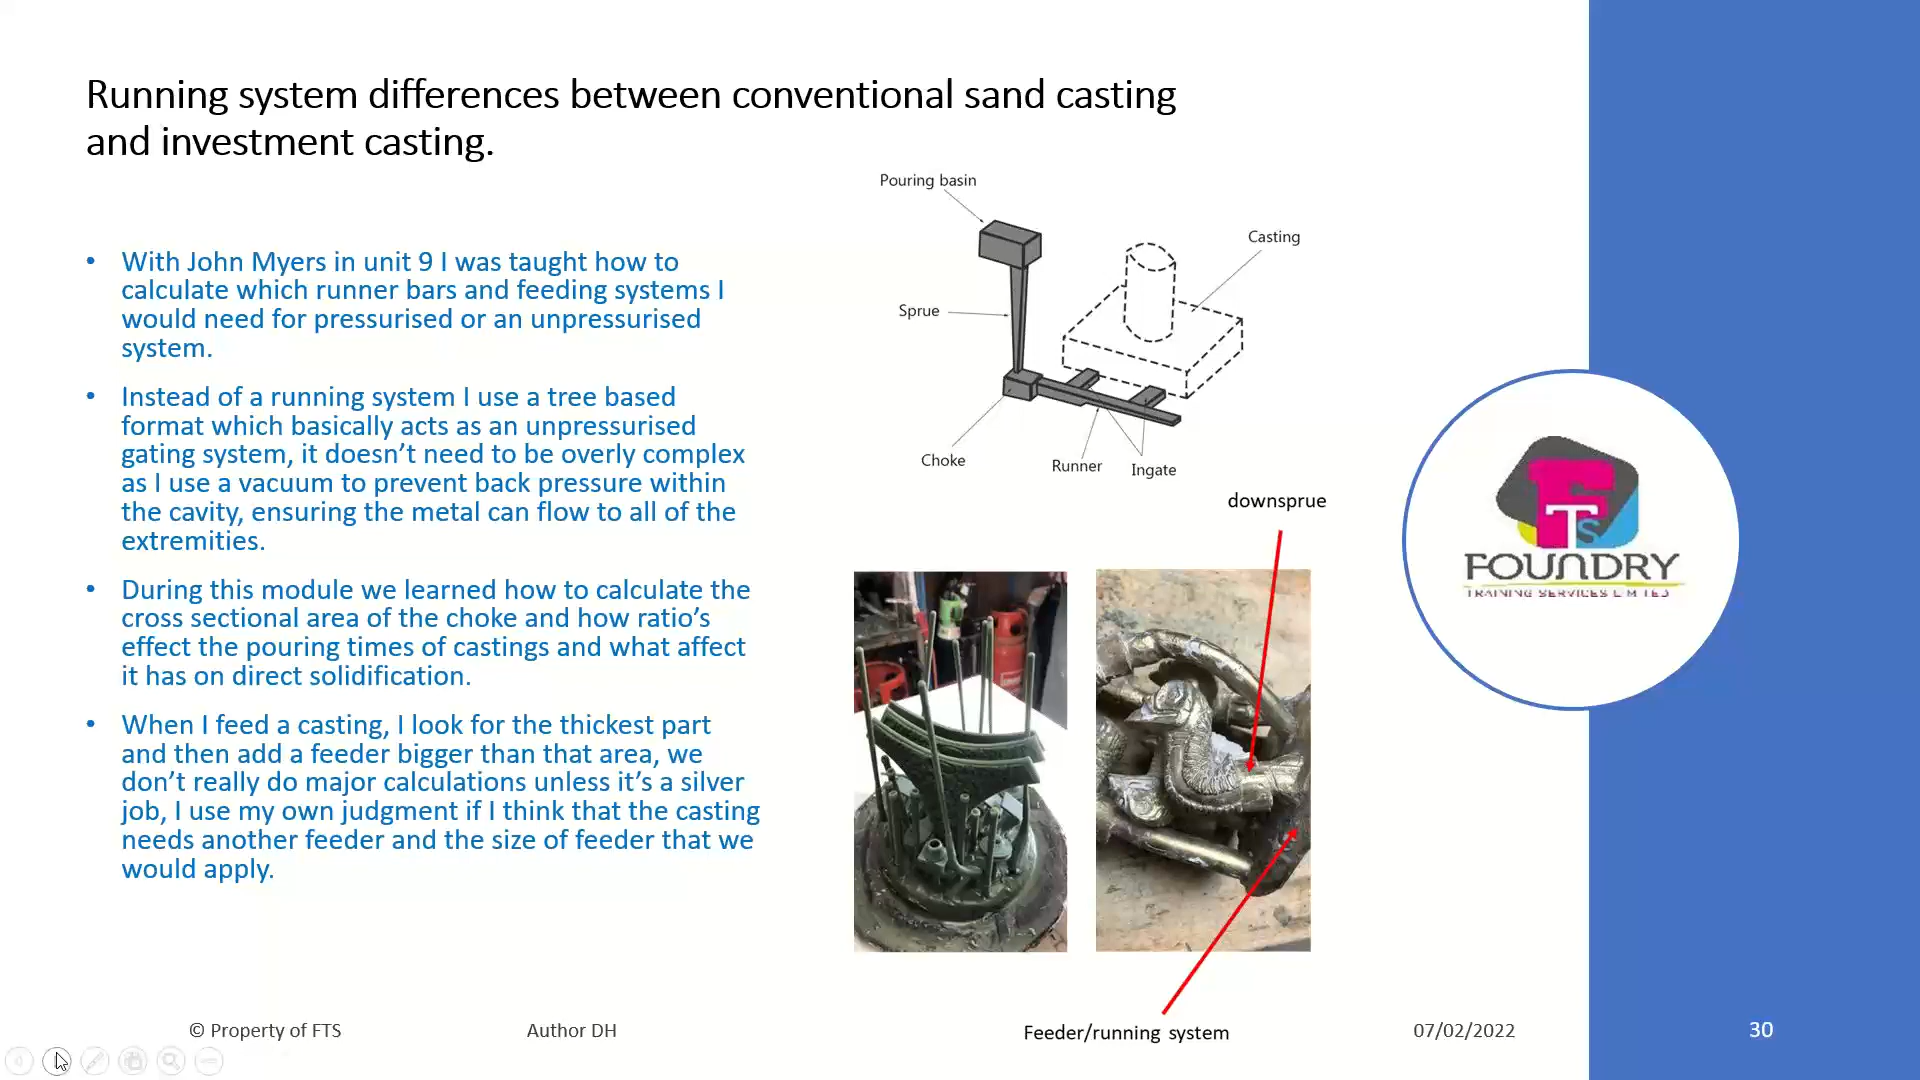 Running system differences between conventional sand casting
and investment casting.
• With John Myers in unit 9 I was taught how to
calculate which runner bars and feeding systems I
would need for pressurised or an unpressurised
system.
• Instead of a running system I use a tree based
format which basically acts as an unpressurised
gating system, it doesn’t need to be overly complex
as I use a vacuum to prevent back pressure within
the cavity, ensuring the metal can flow to all of the
extremities.
• During this module we learned how to calculate the
cross sectional area of the choke and how ratio’s
effect the pouring times of castings and what affect
it has on direct solidification.
• When I feed a casting, I look for the thickest part
and then add a feeder bigger than that area, we
don’t really do major calculations unless it’s a silver
job, I use my own judgment if I think that the casting
needs another feeder and the size of feeder that we
would apply.
Pouring basin
Casting
Sprue
Choke
Runner
Ingate
downsprue
Feeder/running system
FTS
FOUNDRY
TRAINING SERVICES LIMITED
© Property of FTS
Author DH
07/02/2022
30